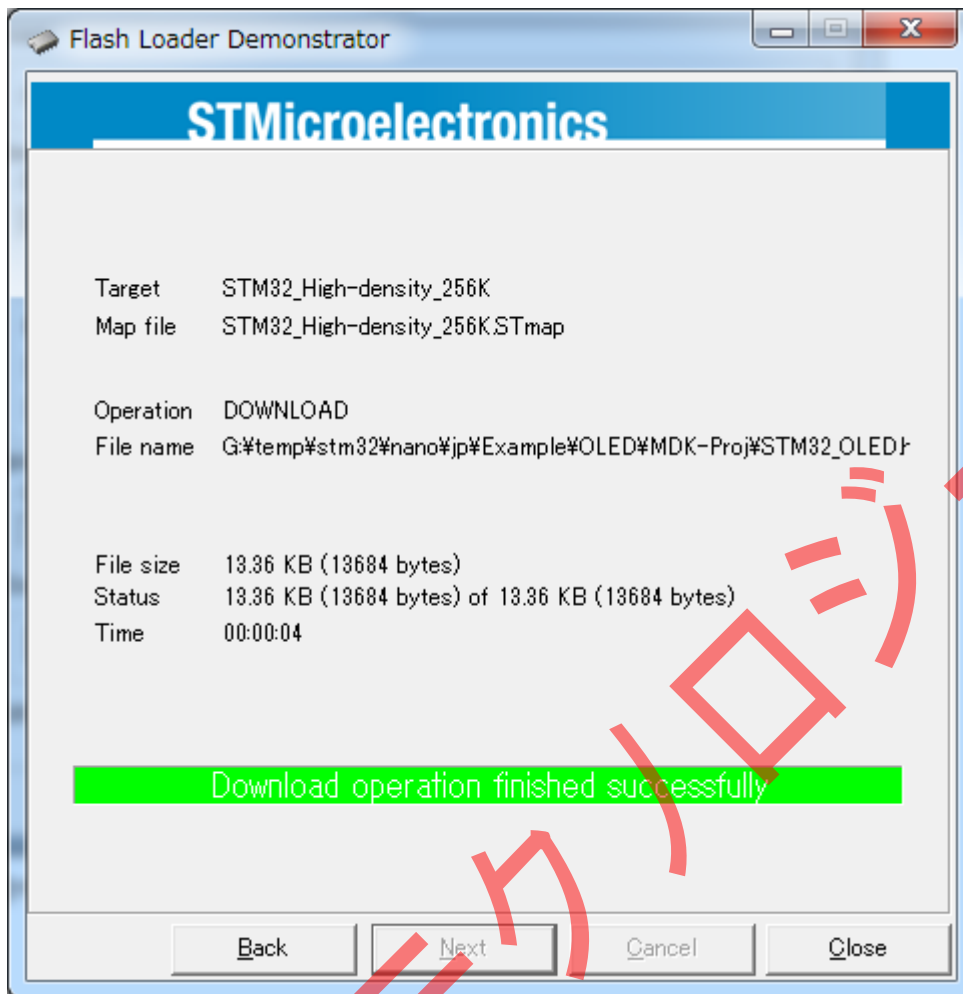 Flash Loader Demonstrator
STMicroelectronics
Target STM32_High-density_256K
Map file STM32_High-density_256K.STmap
Operation DOWNLOAD
File name G:¥temp¥stm32¥nano¥jp¥Example¥OLED¥MDK-Proj¥STM32_OLED
File size 13.36 KB (13684 bytes)
Status 13.36 KB (13684 bytes) of 13.36 KB (13684 bytes)
Time 00:00:04
Download operation finished successfully
クノロジ
Back Next Cancel Close